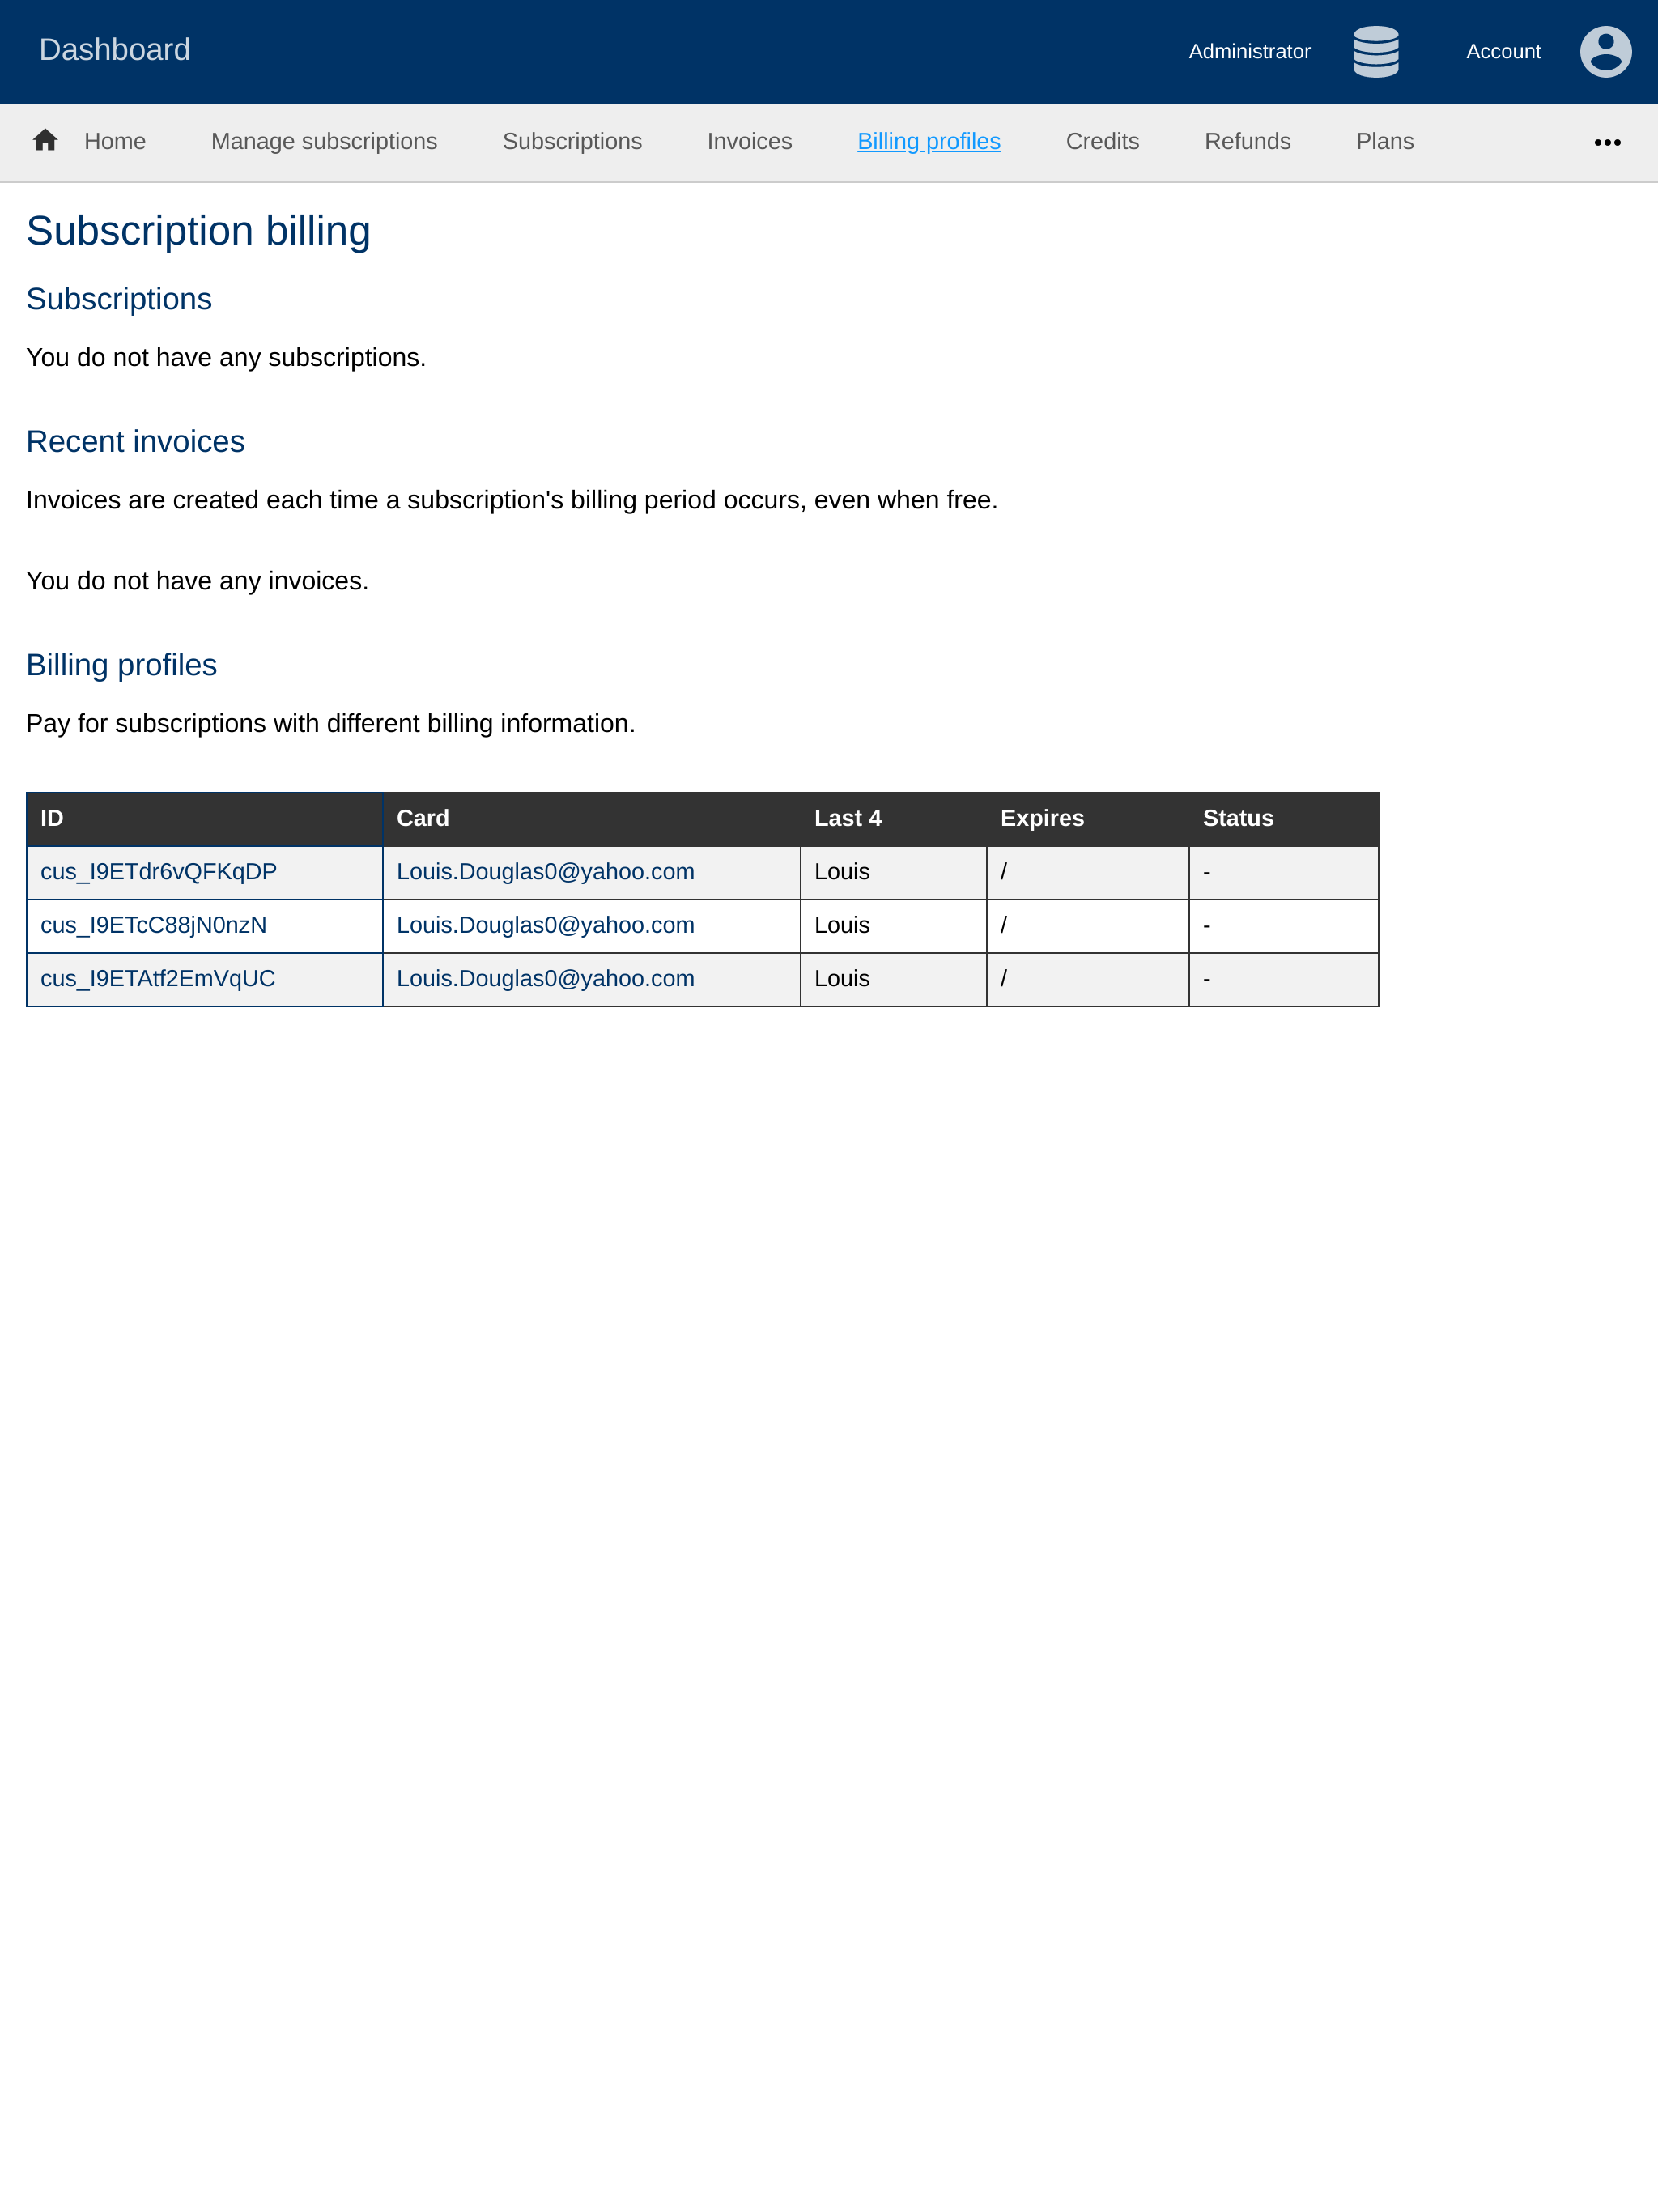 Dashboard Administrator Account
Home Manage subscriptions Subscriptions Invoices Billing profiles Credits Refunds Plans •••
Subscription billing
Subscriptions
You do not have any subscriptions.
Recent invoices
Invoices are created each time a subscription's billing period occurs, even when free.
You do not have any invoices.
Billing profiles
Pay for subscriptions with different billing information.
ID Card Last 4 Expires Status
cus_I9ETdr6vQFKqDP Louis.Douglas0@yahoo.com Louis / -
cus_I9ETcC88jN0nzN Louis.Douglas0@yahoo.com Louis / -
cus_I9ETAtf2EmVqUC Louis.Douglas0@yahoo.com Louis / -